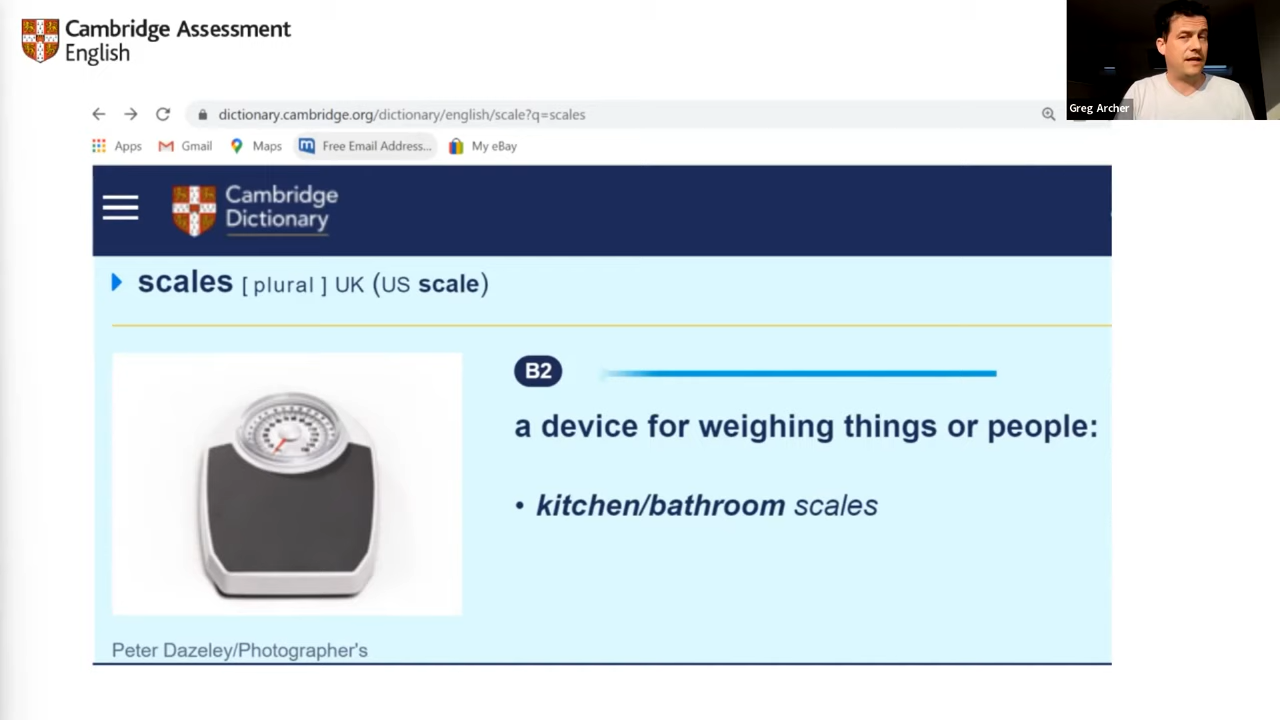 Cambridge Assessment
English
Greg Archer
dictionary.cambridge.org/dictionary/english/scale?q=scales
Apps Gmail Maps Free Email Address... My eBay
Cambridge
Dictionary
scales [ plural ] UK (US scale)
B2
a device for weighing things or people:
• kitchen/bathroom scales
Peter Dazeley/Photographer's